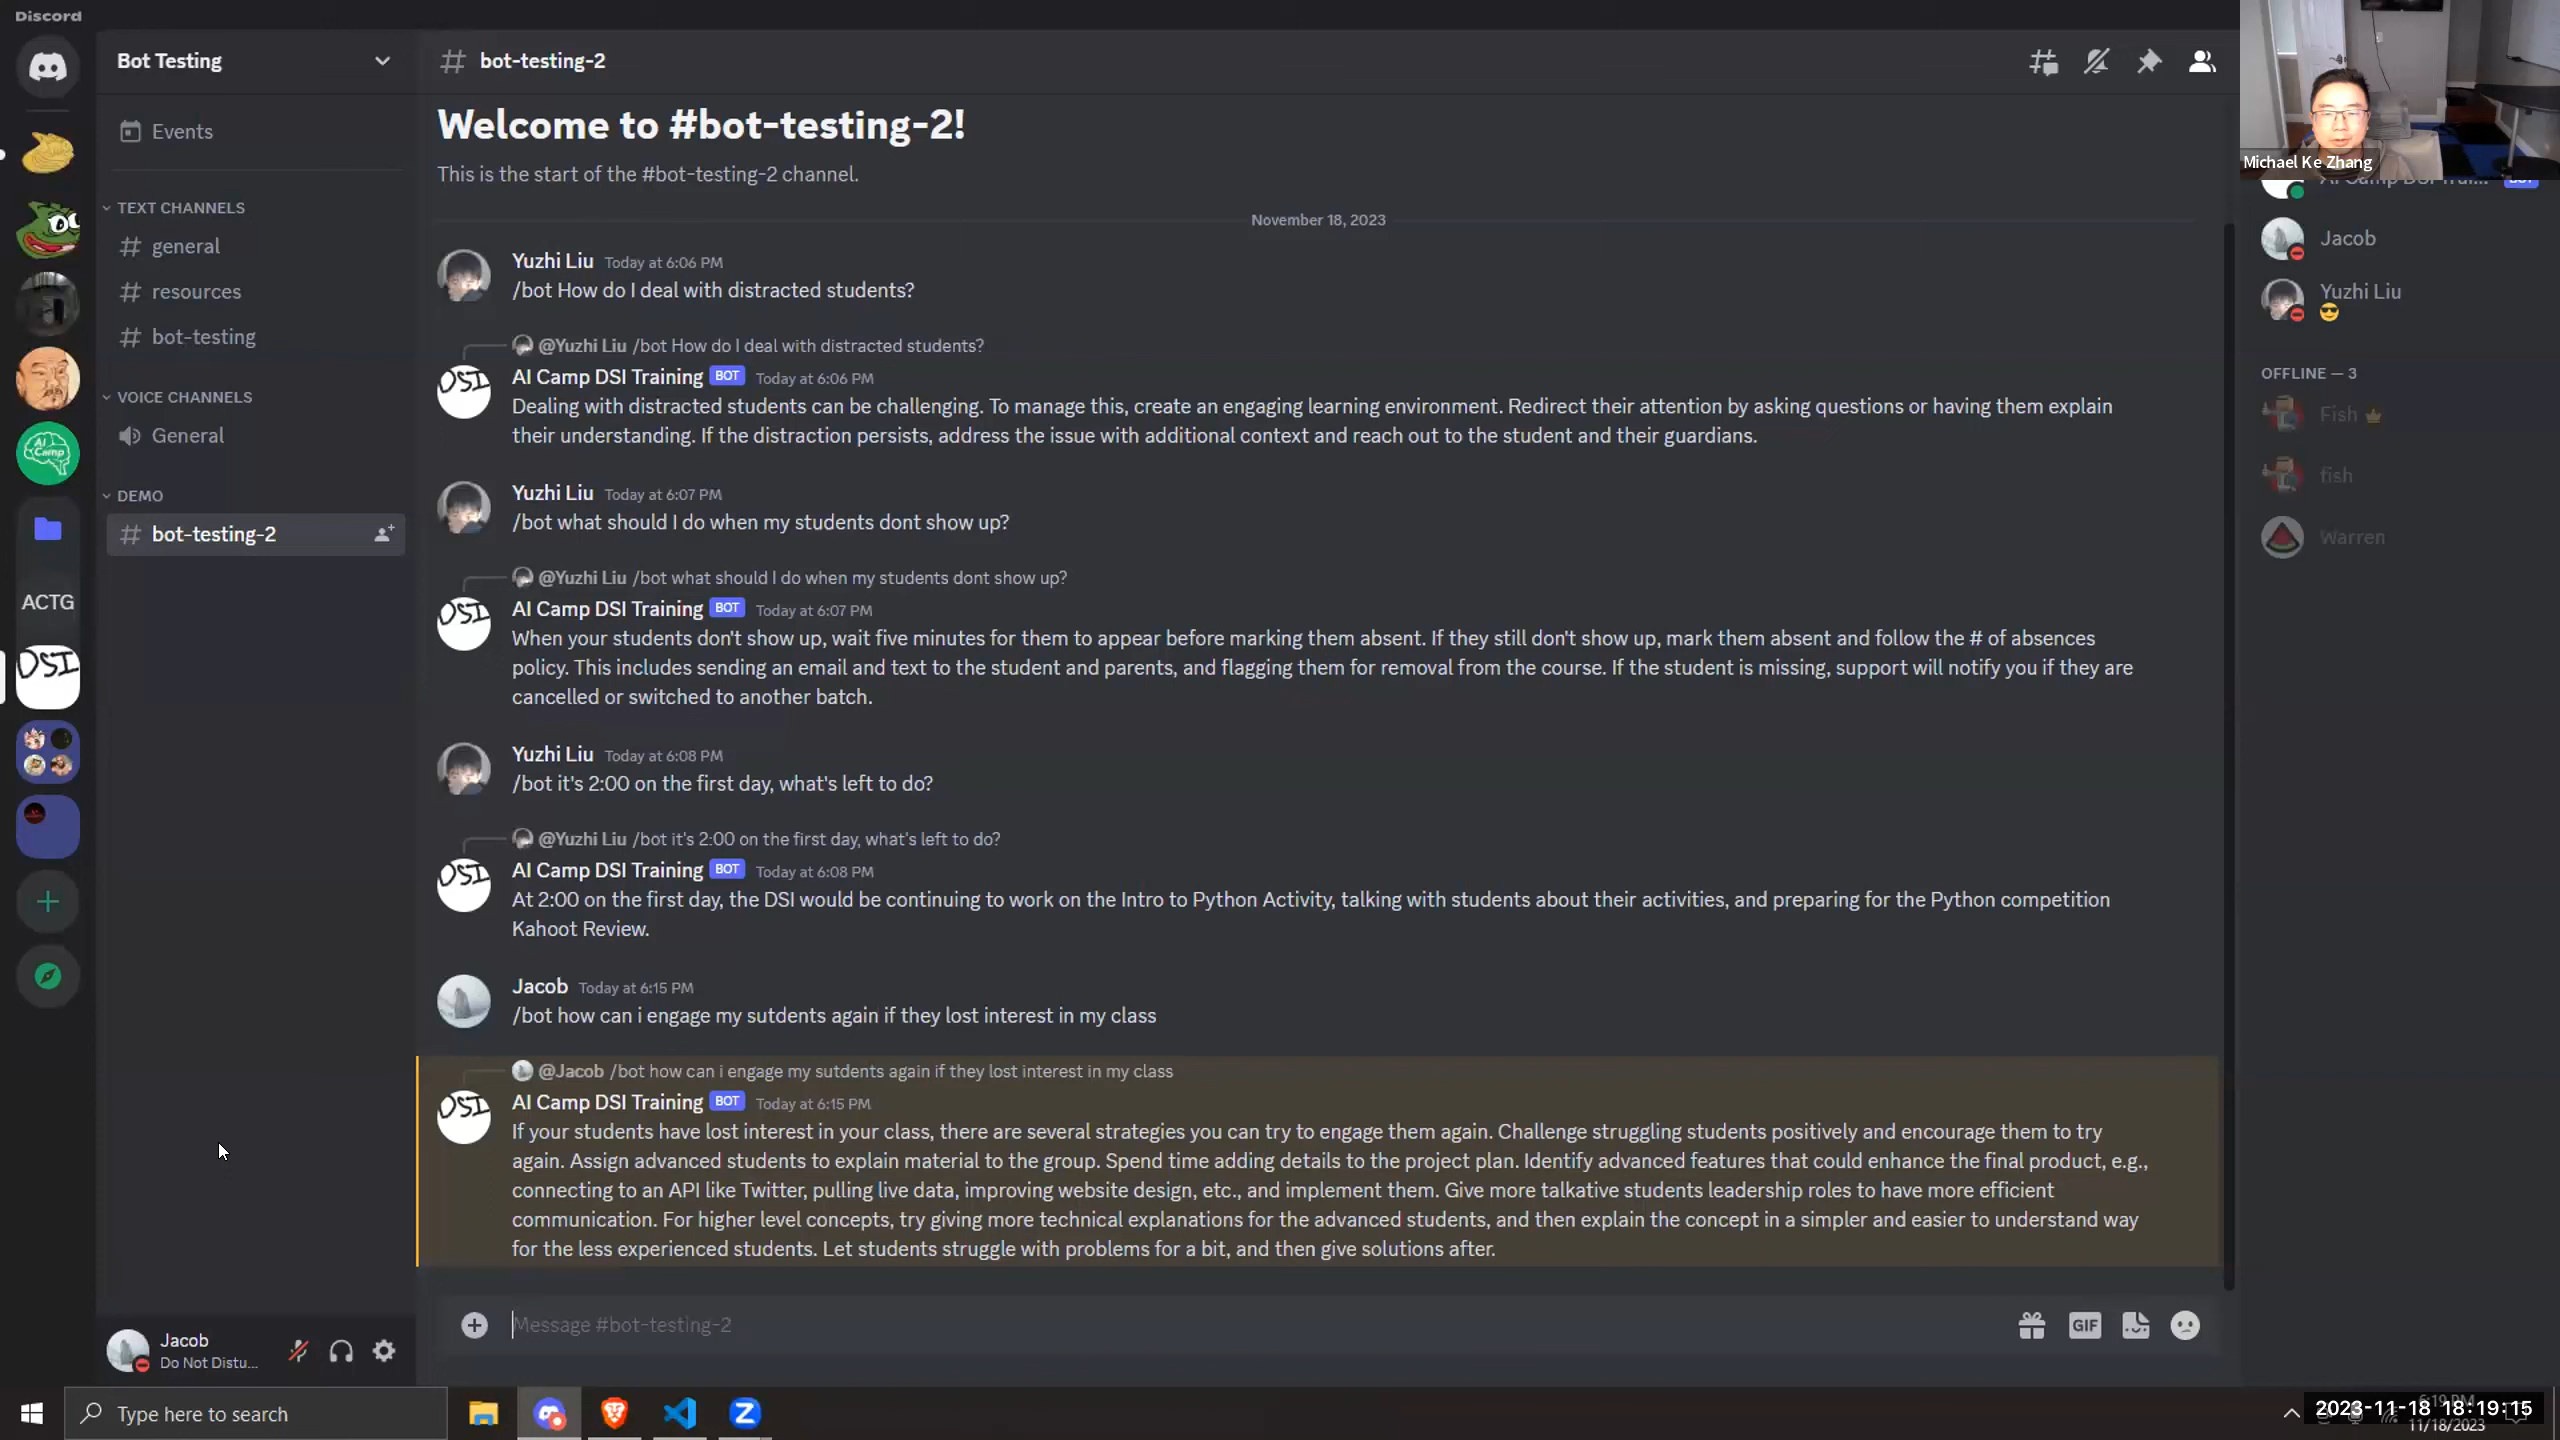 Discord
Bot Testing
Events
TEXT CHANNELS
general
resources
bot-testing
VOICE CHANNELS
General
DEMO
bot-testing-2
AI Camp
ACTG
DSI
Jacob
Do Not Distu...
# bot-testing-2
Welcome to #bot-testing-2!
This is the start of the #bot-testing-2 channel.
November 18, 2023
Yuzhi Liu Today at 6:06 PM
/bot How do I deal with distracted students?
@Yuzhi Liu /bot How do I deal with distracted students?
DSI
AI Camp DSI Training BOT Today at 6:06 PM
Dealing with distracted students can be challenging. To manage this, create an engaging learning environment. Redirect their attention by asking questions or having them explain
their understanding. If the distraction persists, address the issue with additional context and reach out to the student and their guardians.
Yuzhi Liu Today at 6:07 PM
/bot what should I do when my students dont show up?
@Yuzhi Liu /bot what should I do when my students dont show up?
DSI
AI Camp DSI Training BOT Today at 6:07 PM
When your students don't show up, wait five minutes for them to appear before marking them absent. If they still don't show up, mark them absent and follow the # of absences
policy. This includes sending an email and text to the student and parents, and flagging them for removal from the course. If the student is missing, support will notify you if they are
cancelled or switched to another batch.
Yuzhi Liu Today at 6:08 PM
/bot it's 2:00 on the first day, what's left to do?
@Yuzhi Liu /bot it's 2:00 on the first day, what's left to do?
DSI
AI Camp DSI Training BOT Today at 6:08 PM
At 2:00 on the first day, the DSI would be continuing to work on the Intro to Python Activity, talking with students about their activities, and preparing for the Python competition
Kahoot Review.
Jacob Today at 6:15 PM
/bot how can i engage my sutdents again if they lost interest in my class
@Jacob /bot how can i engage my sutdents again if they lost interest in my class
DSI
AI Camp DSI Training BOT Today at 6:15 PM
If your students have lost interest in your class, there are several strategies you can try to engage them again. Challenge struggling students positively and encourage them to try
again. Assign advanced students to explain material to the group. Spend time adding details to the project plan. Identify advanced features that could enhance the final product, e.g.,
connecting to an API like Twitter, pulling live data, improving website design, etc., and implement them. Give more talkative students leadership roles to have more efficient
communication. For higher level concepts, try giving more technical explanations for the advanced students, and then explain the concept in a simpler and easier to understand way
for the less experienced students. Let students struggle with problems for a bit, and then give solutions after.
Message #bot-testing-2
GIF
Michael Ke Zhang
AI Camp DSI Trai... BOT
Jacob
Yuzhi Liu
OFFLINE — 3
Fish
fish
Warren
Type here to search
6:19 PM
2023-11-18 18:19:15
11/18/2023